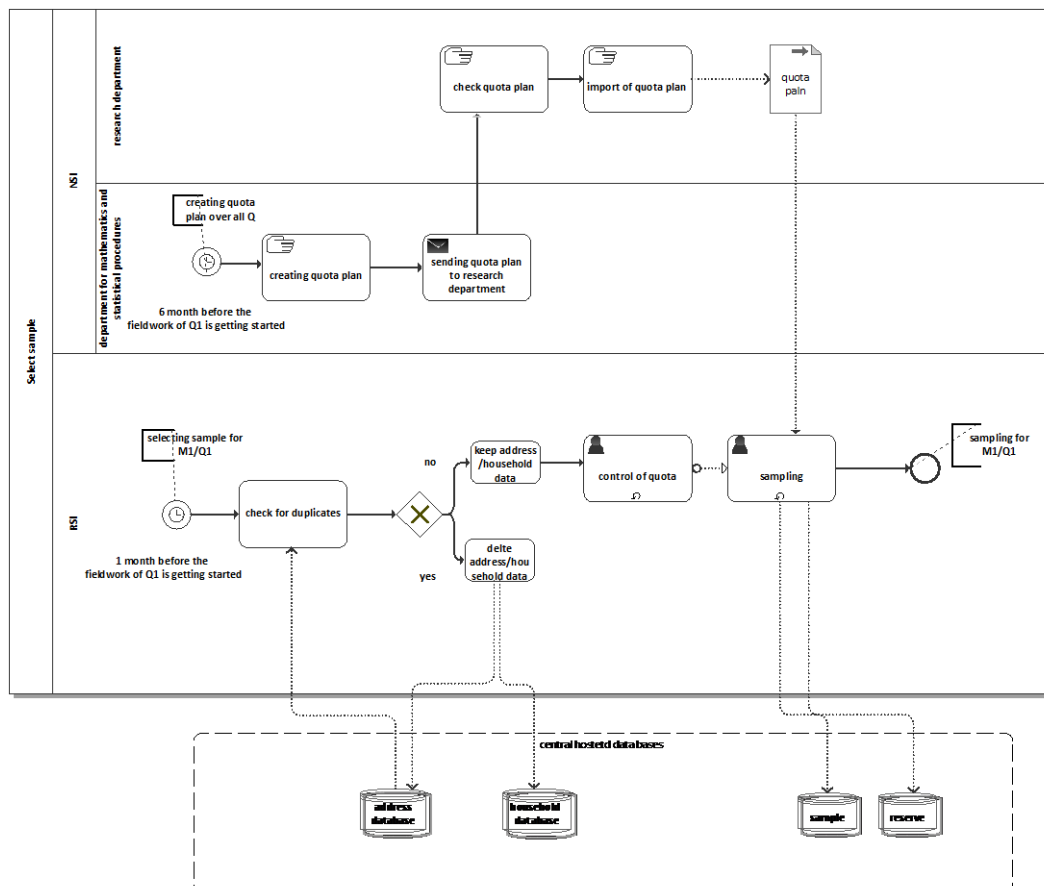 Select sample
NSI
research department
check quota plan
import of quota plan
quota
paln
department for mathematics and
statistical procedures
creating quota
plan over all Q
creating quota plan
sending quota plan
to research
department
6 month before the
fieldwork of Q1 is getting started
RSI
selecting sample for
M1/Q1
1 month before the
fieldwork of Q1 is getting started
check for duplicates
no
yes
keep address
/household
data
delte
address/hou
sehold data
control of quota
sampling
sampling for
M1/Q1
central hostetd data bases
address
database
household
database
sample
reserve